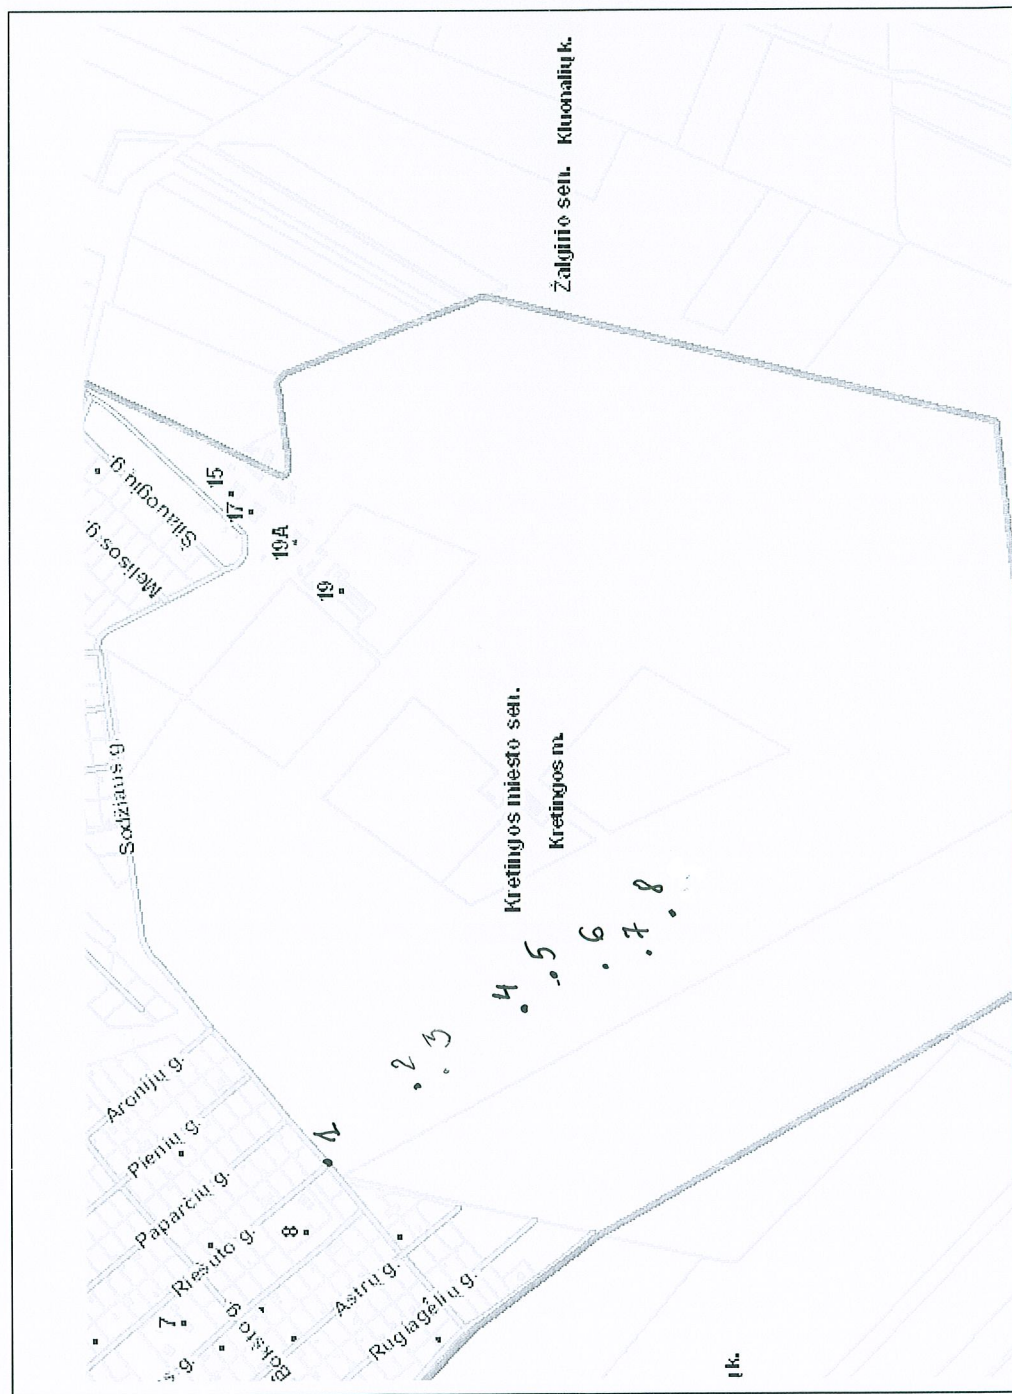 Žalgirio sen. Kluonalių k.
Šilauogių g.
Melisos g.
15
17
19A
19
Sodžiaus g.
Kretingos miesto sen.
Kretingos m.
Aronijų g.
Pienių g.
Paparčių g.
Riešuto g.
8
7
Bokšto g.
Astrų g.
Rugiagėlių g.
s g.
į k.
1
2
3
4
5
6
7
8